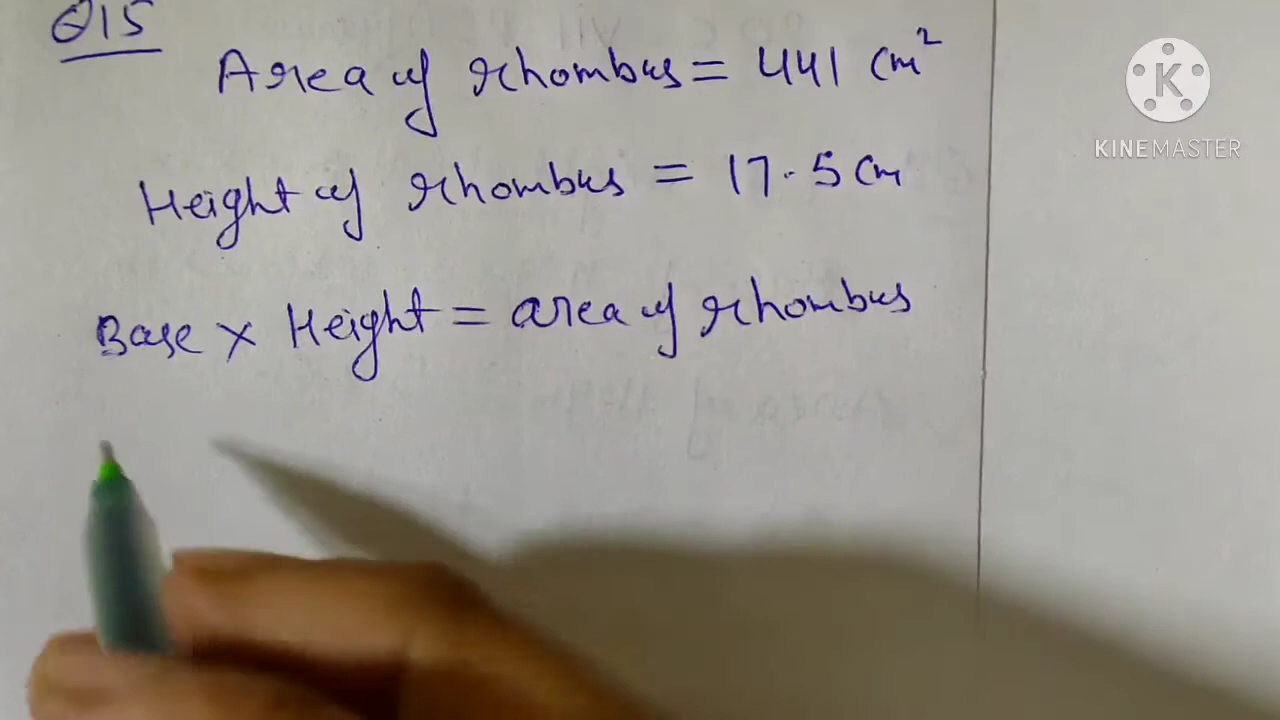 Q15
Area of rhombus = 441 cm²
K
KINEMASTER
Height of rhombus = 17.5 cm
Base × Height = area of rhombus